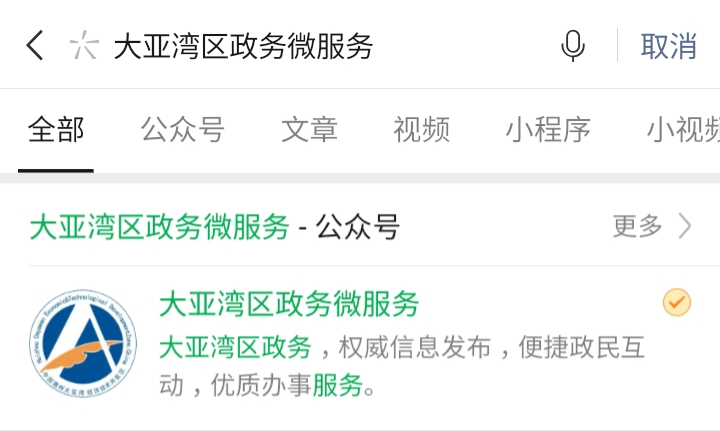 大亚湾区政务微服务 取消
全部 公众号 文章 视频 小程序 小视频
大亚湾区政务微服务 - 公众号 更多
大亚湾区政务微服务
大亚湾区政务，权威信息发布，便捷政民互
动，优质办事服务。